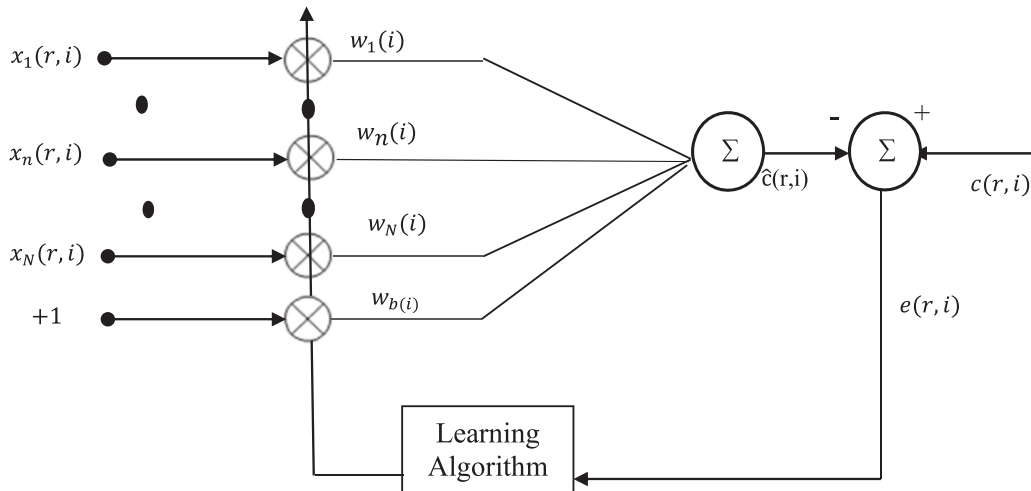 x₁(r, i)
w₁(i)
xₙ(r, i)
wₙ(i)
Σ
-
Σ
+
ĉ(r,i)
c(r, i)
x_N(r, i)
w_N(i)
+1
w_b(i)
e(r, i)
Learning
Algorithm